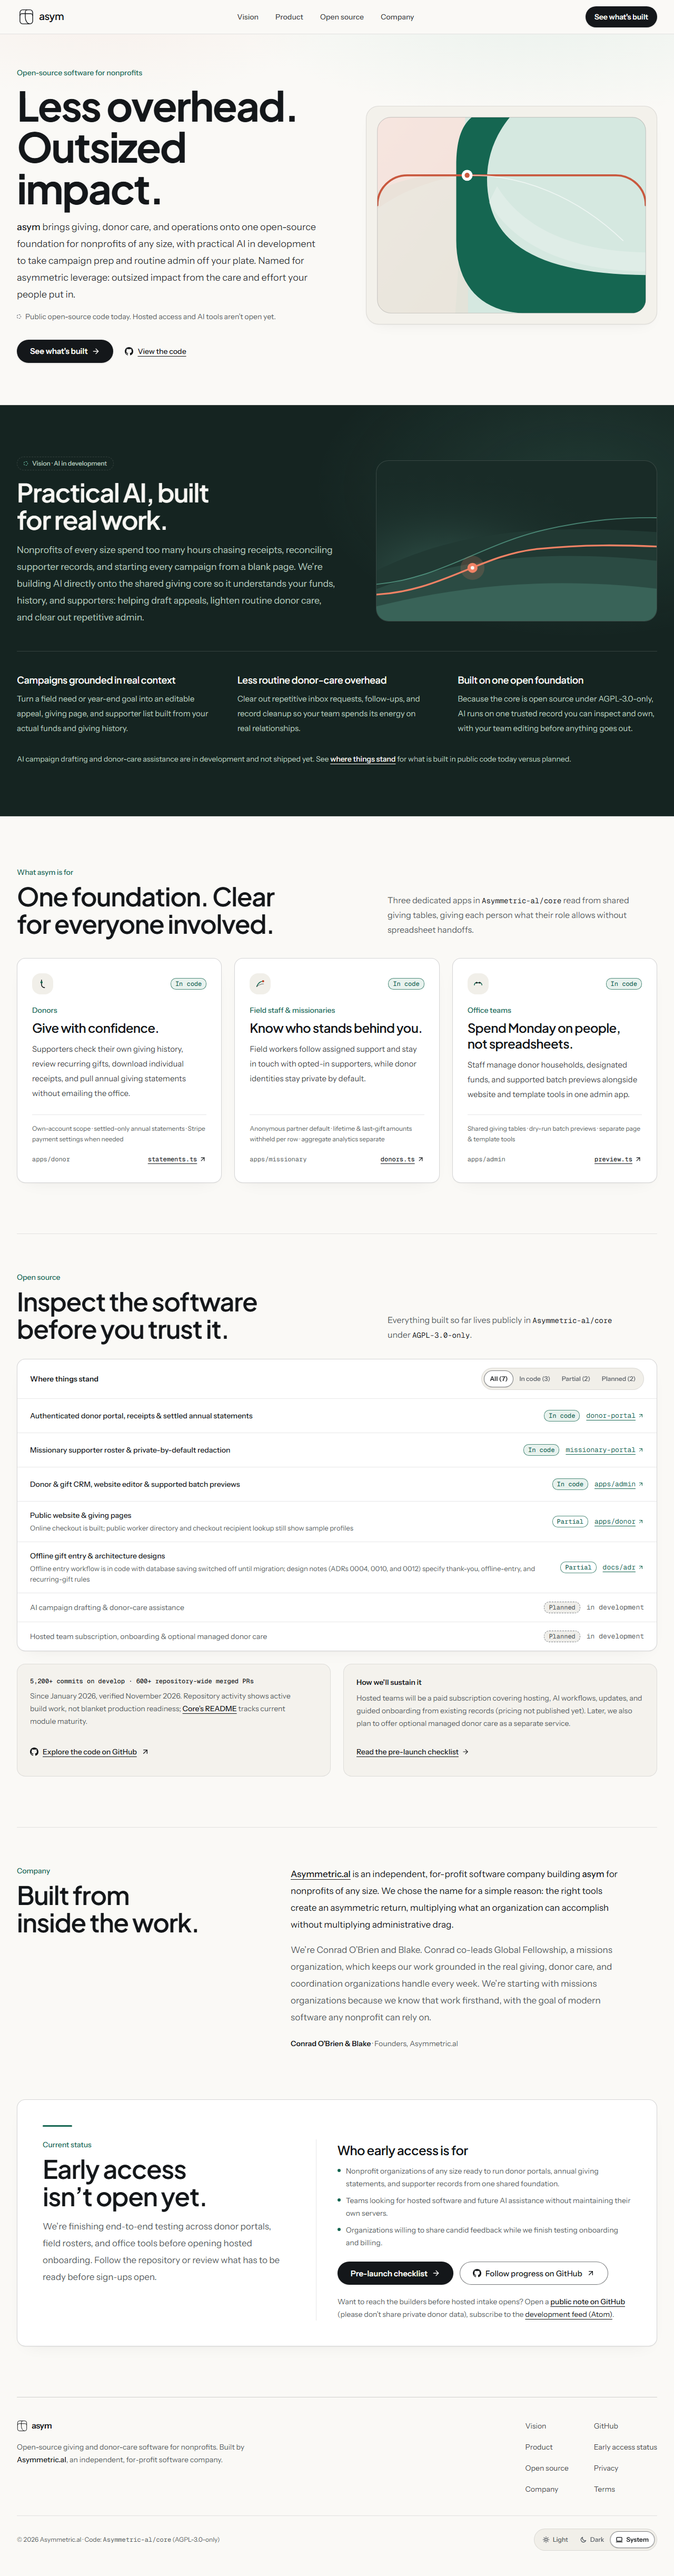 asym
Vision
Product
Open source
Company
See what's built
Open-source software for nonprofits
Less overhead.
Outsized
impact.
asym brings giving, donor care, and operations onto one open-source
foundation for nonprofits of any size, with practical AI in development
to take campaign prep and routine admin off your plate. Named for
asymmetric leverage: outsized impact from the care and effort your
people put in.
Public open-source code today. Hosted access and AI tools aren't open yet.
See what's built →
View the code
Vision · AI in development
Practical AI, built
for real work.
Nonprofits of every size spend too many hours chasing receipts, reconciling
supporter records, and starting every campaign from a blank page. We're
building AI directly onto the shared giving core so it understands your funds,
history, and supporters: helping draft appeals, lighten routine donor care,
and clear out repetitive admin.
Campaigns grounded in real context
Turn a field need or year-end goal into an editable
appeal, giving page, and supporter list built from your
actual funds and giving history.
Less routine donor-care overhead
Clear out repetitive inbox requests, follow-ups, and
record cleanup so your team spends its energy on
real relationships.
Built on one open foundation
Because the core is open source under AGPL-3.0-only,
AI runs on one trusted record you can inspect and own,
with your team editing before anything goes out.
AI campaign drafting and donor-care assistance are in development and not shipped yet. See where things stand for what is built in public code today versus planned.
What asym is for
One foundation. Clear
for everyone involved.
Three dedicated apps in Asymmetric-al/core read from shared
giving tables, giving each person what their role allows without
spreadsheet handoffs.
In code
Donors
Give with confidence.
Supporters check their own giving history,
review recurring gifts, download individual
receipts, and pull annual giving statements
without emailing the office.
Own-account scope · settled-only annual statements · Stripe
payment settings when needed
apps/donor
statements.ts ↗
In code
Field staff & missionaries
Know who stands behind you.
Field workers follow assigned support and stay
in touch with opted-in supporters, while donor
identities stay private by default.
Anonymous partner default · lifetime & last-gift amounts
withheld per row · aggregate analytics separate
apps/missionary
donors.ts ↗
In code
Office teams
Spend Monday on people,
not spreadsheets.
Staff manage donor households, designated
funds, and supported batch previews alongside
website and template tools in one admin app.
Shared giving tables · dry-run batch previews · separate page
& template tools
apps/admin
preview.ts ↗
Open source
Inspect the software
before you trust it.
Everything built so far lives publicly in Asymmetric-al/core
under AGPL-3.0-only.
Where things stand
All (7)
In code (3)
Partial (2)
Planned (2)
Authenticated donor portal, receipts & settled annual statements
In code
donor-portal ↗
Missionary supporter roster & private-by-default redaction
In code
missionary-portal ↗
Donor & gift CRM, website editor & supported batch previews
In code
apps/admin ↗
Public website & giving pages
Online checkout is built; public worker directory and checkout recipient lookup still show sample profiles
Partial
apps/donor ↗
Offline gift entry & architecture designs
Offline entry workflow is in code with database saving switched off until migration; design notes (ADRs 0004, 0010, and 0012) specify thank-you, offline-entry, and
recurring-gift rules
Partial
docs/adr ↗
AI campaign drafting & donor-care assistance
Planned
in development
Hosted team subscription, onboarding & optional managed donor care
Planned
in development
5,200+ commits on develop · 600+ repository-wide merged PRs
Since January 2026, verified November 2026. Repository activity shows active
build work, not blanket production readiness; Core's README tracks current
module maturity.
Explore the code on GitHub ↗
How we'll sustain it
Hosted teams will be a paid subscription covering hosting, AI workflows, updates, and
guided onboarding from existing records (pricing not published yet). Later, we also
plan to offer optional managed donor care as a separate service.
Read the pre-launch checklist →
Company
Built from
inside the work.
Asymmetric.al is an independent, for-profit software company building asym for
nonprofits of any size. We chose the name for a simple reason: the right tools
create an asymmetric return, multiplying what an organization can accomplish
without multiplying administrative drag.
We're Conrad O'Brien and Blake. Conrad co-leads Global Fellowship, a missions
organization, which keeps our work grounded in the real giving, donor care, and
coordination organizations handle every week. We're starting with missions
organizations because we know that work firsthand, with the goal of modern
software any nonprofit can rely on.
Conrad O'Brien & Blake · Founders, Asymmetric.al
Current status
Early access
isn't open yet.
We're finishing end-to-end testing across donor portals,
field rosters, and office tools before opening hosted
onboarding. Follow the repository or review what has to be
ready before sign-ups open.
Who early access is for
Nonprofit organizations of any size ready to run donor portals, annual giving
statements, and supporter records from one shared foundation.
Teams looking for hosted software and future AI assistance without maintaining their
own servers.
Organizations willing to share candid feedback while we finish testing onboarding
and billing.
Pre-launch checklist →
Follow progress on GitHub ↗
Want to reach the builders before hosted intake opens? Open a public note on GitHub
(please don't share private donor data), subscribe to the development feed (Atom).
asym
Open-source giving and donor-care software for nonprofits. Built by
Asymmetric.al, an independent, for-profit software company.
Vision
GitHub
Product
Early access status
Open source
Privacy
Company
Terms
© 2026 Asymmetric.al · Code: Asymmetric-al/core (AGPL-3.0-only)
Light
Dark
System